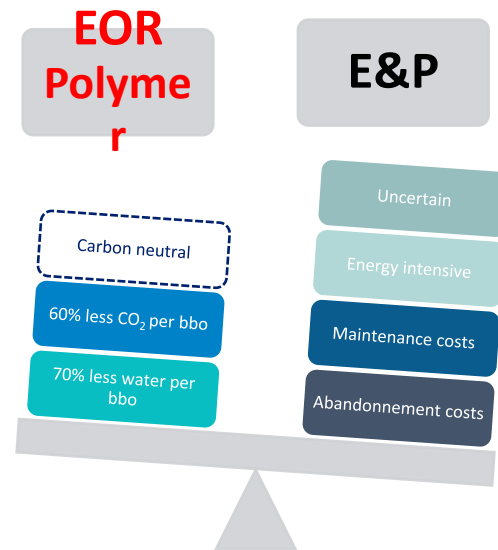 EOR
Polyme
r
E&P
Uncertain
Carbon neutral
Energy intensive
60% less CO₂ per bbo
Maintenance costs
70% less water per
bbo
Abandonnement costs